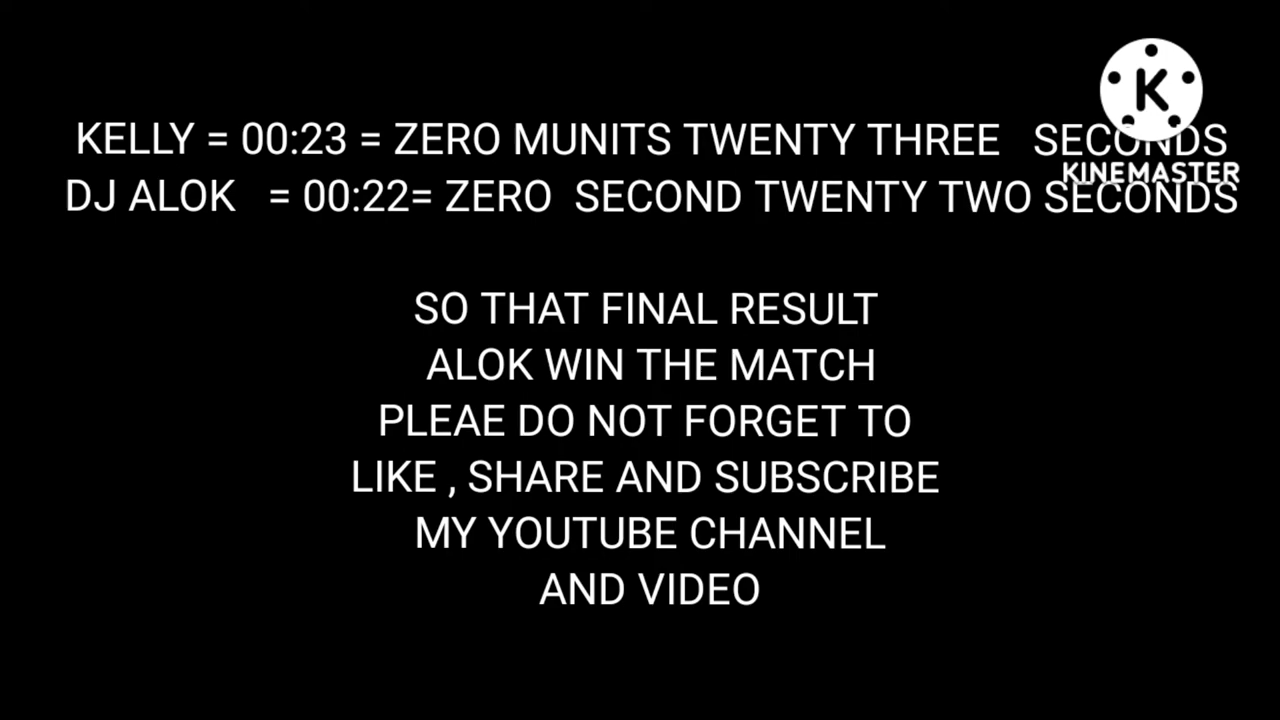 KELLY = 00:23 = ZERO MUNITS TWENTY THREE SECONDS
DJ ALOK = 00:22= ZERO SECOND TWENTY TWO SECONDS
SO THAT FINAL RESULT
ALOK WIN THE MATCH
PLEAE DO NOT FORGET TO
LIKE , SHARE AND SUBSCRIBE
MY YOUTUBE CHANNEL
AND VIDEO
K
KINEMASTER